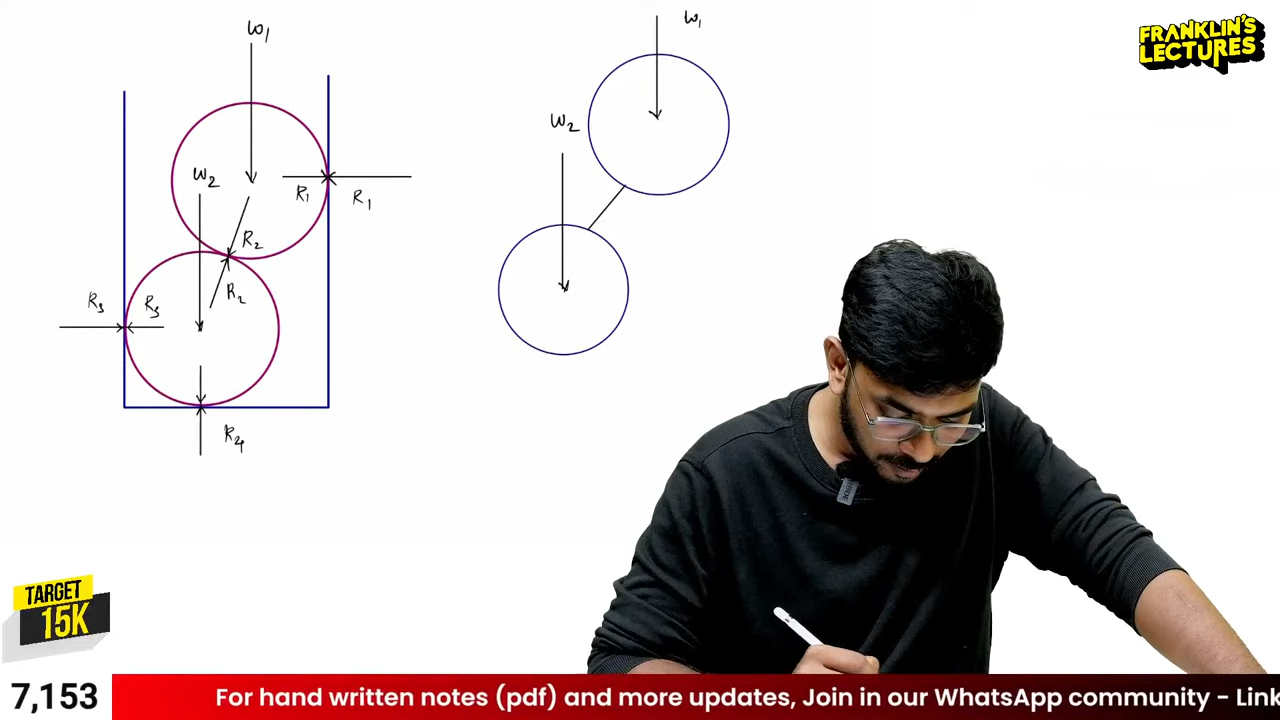 W1
W2
R1
R1
R2
R2
R3
R3
R4
W1
W2
FRANKLIN'S
LECTURES
TARGET
15K
7,153
For hand written notes (pdf) and more updates, Join in our WhatsApp community - Link